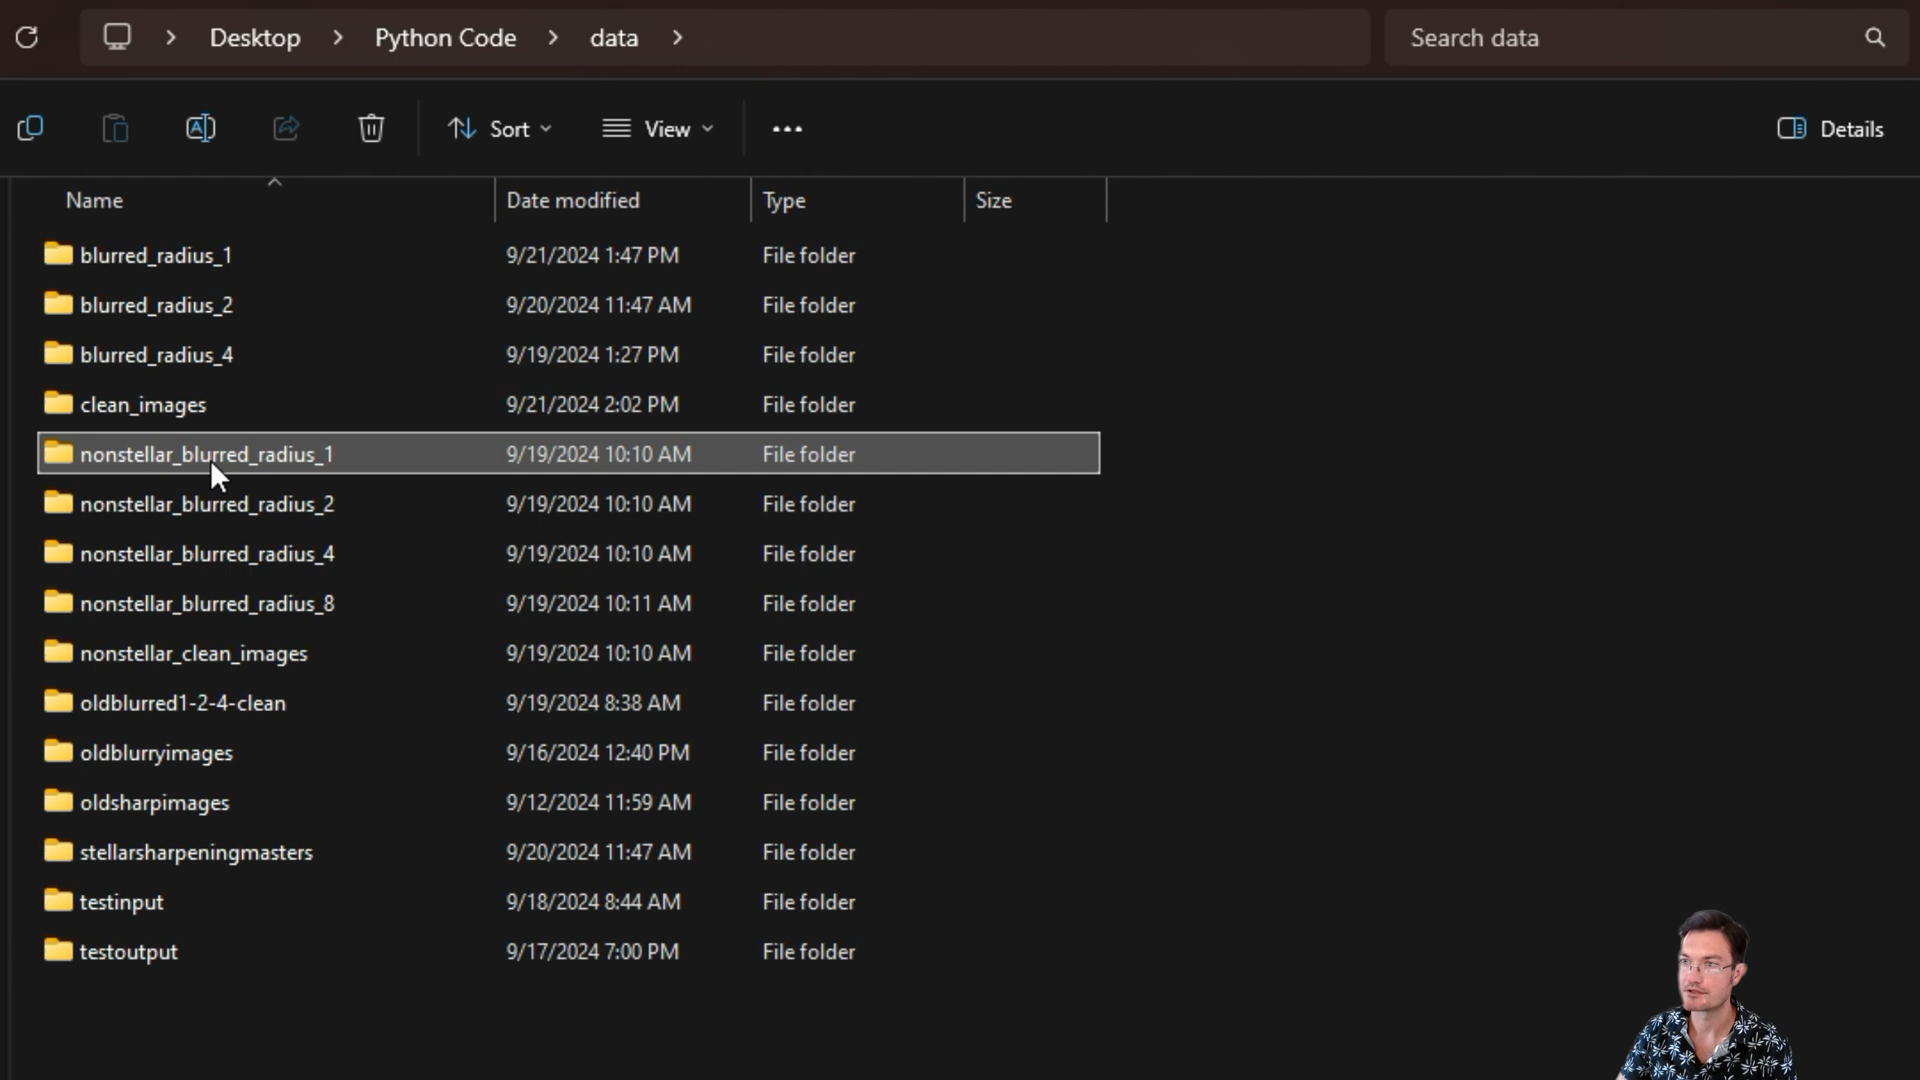 Desktop Python Code data Search data
Sort View Details
Name Date modified Type Size
blurred_radius_1 9/21/2024 1:47 PM File folder
blurred_radius_2 9/20/2024 11:47 AM File folder
blurred_radius_4 9/19/2024 1:27 PM File folder
clean_images 9/21/2024 2:02 PM File folder
nonstellar_blurred_radius_1 9/19/2024 10:10 AM File folder
nonstellar_blurred_radius_2 9/19/2024 10:10 AM File folder
nonstellar_blurred_radius_4 9/19/2024 10:10 AM File folder
nonstellar_blurred_radius_8 9/19/2024 10:11 AM File folder
nonstellar_clean_images 9/19/2024 10:10 AM File folder
oldblurred1-2-4-clean 9/19/2024 8:38 AM File folder
oldblurryimages 9/16/2024 12:40 PM File folder
oldsharpimages 9/12/2024 11:59 AM File folder
stellarsharpeningmasters 9/20/2024 11:47 AM File folder
testinput 9/18/2024 8:44 AM File folder
testoutput 9/17/2024 7:00 PM File folder